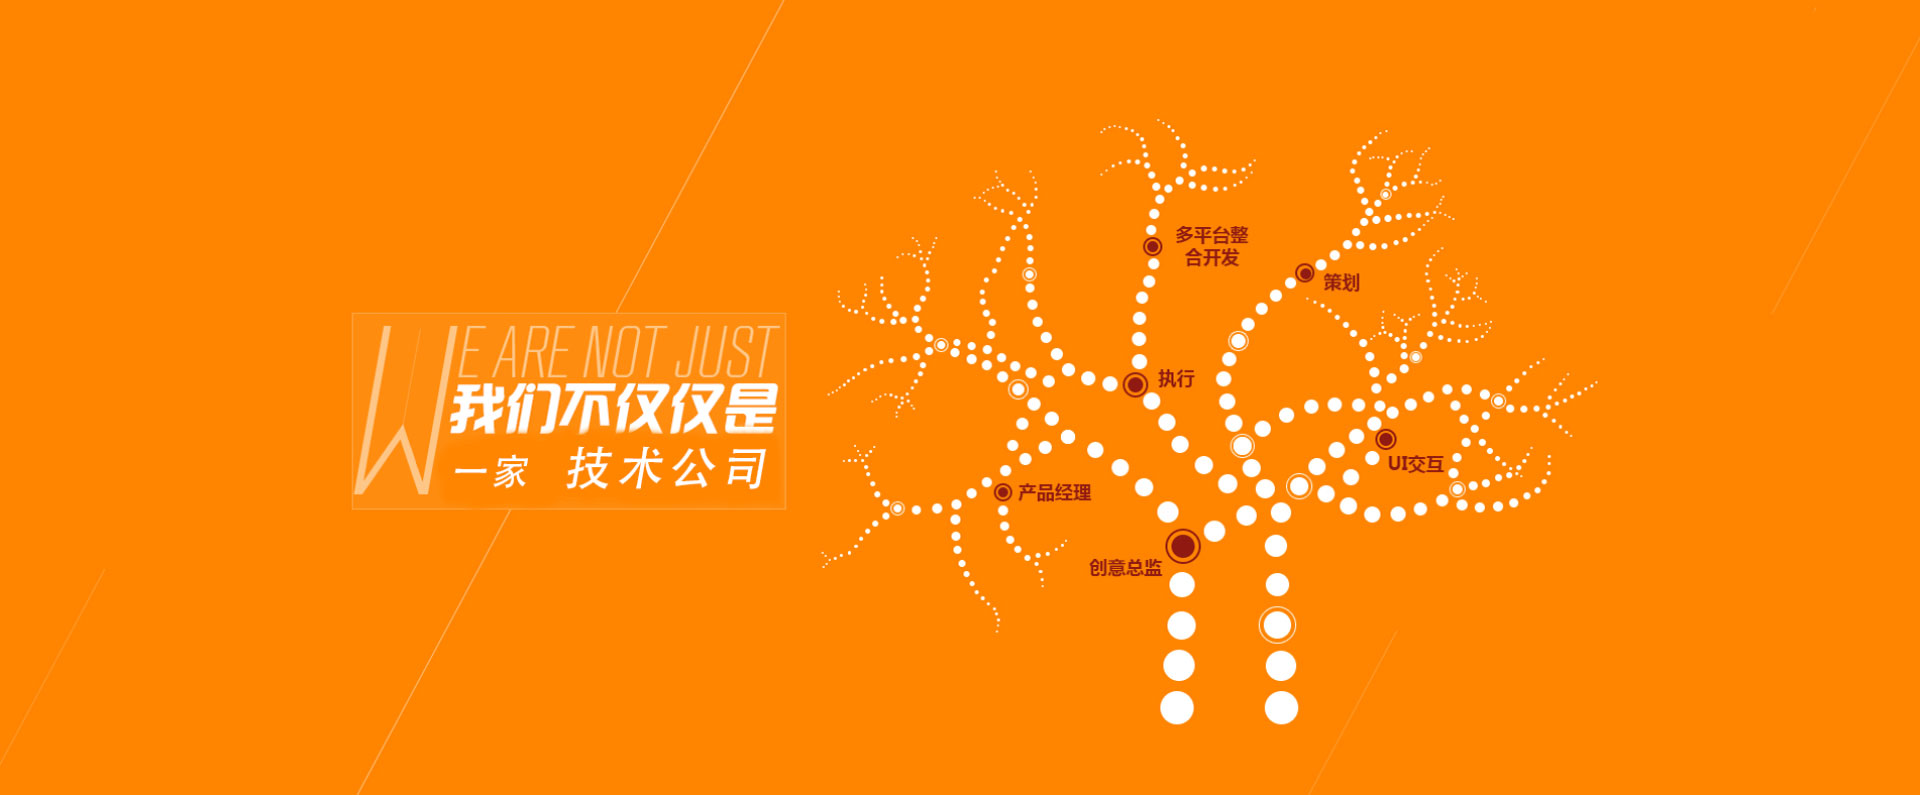 WE ARE NOT JUST
我们不仅仅是
一家 技术公司
多平台整
合开发
策划
执行
UI交互
产品经理
创意总监